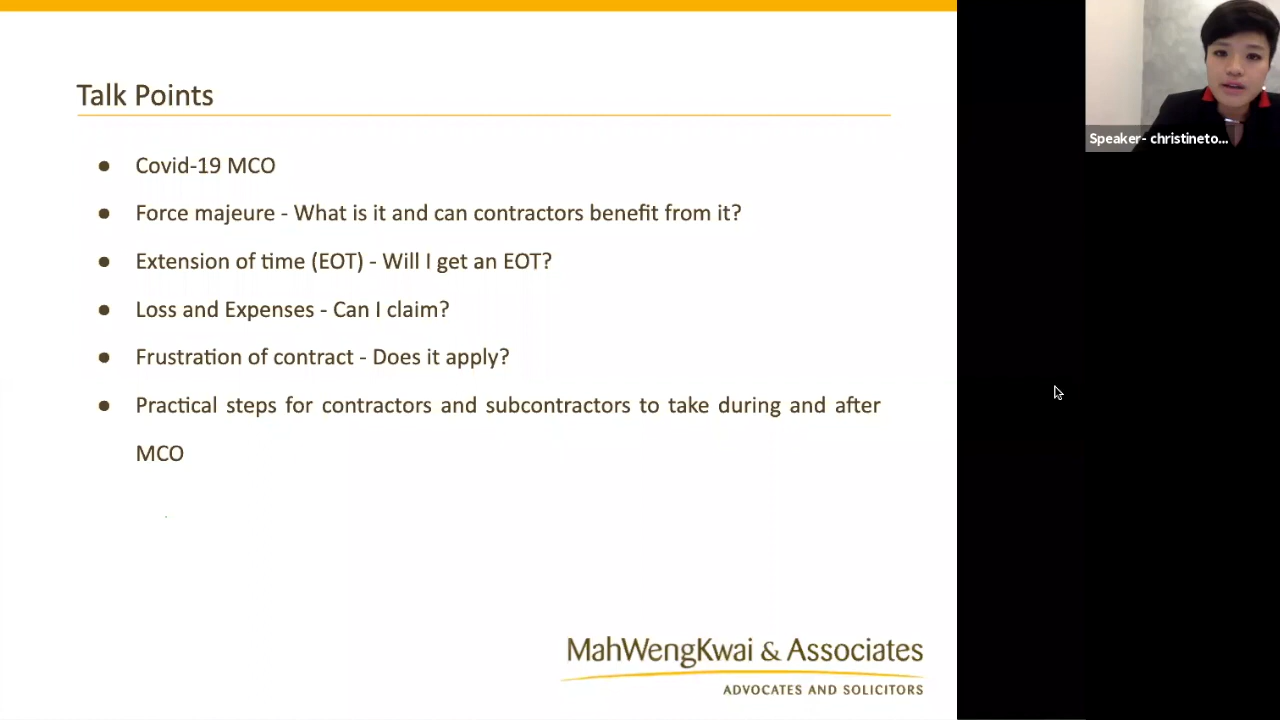 Talk Points
● Covid-19 MCO
● Force majeure - What is it and can contractors benefit from it?
● Extension of time (EOT) - Will I get an EOT?
● Loss and Expenses - Can I claim?
● Frustration of contract - Does it apply?
● Practical steps for contractors and subcontractors to take during and after
MCO
MahWengKwai & Associates
ADVOCATES AND SOLICITORS
Speaker- christineto...